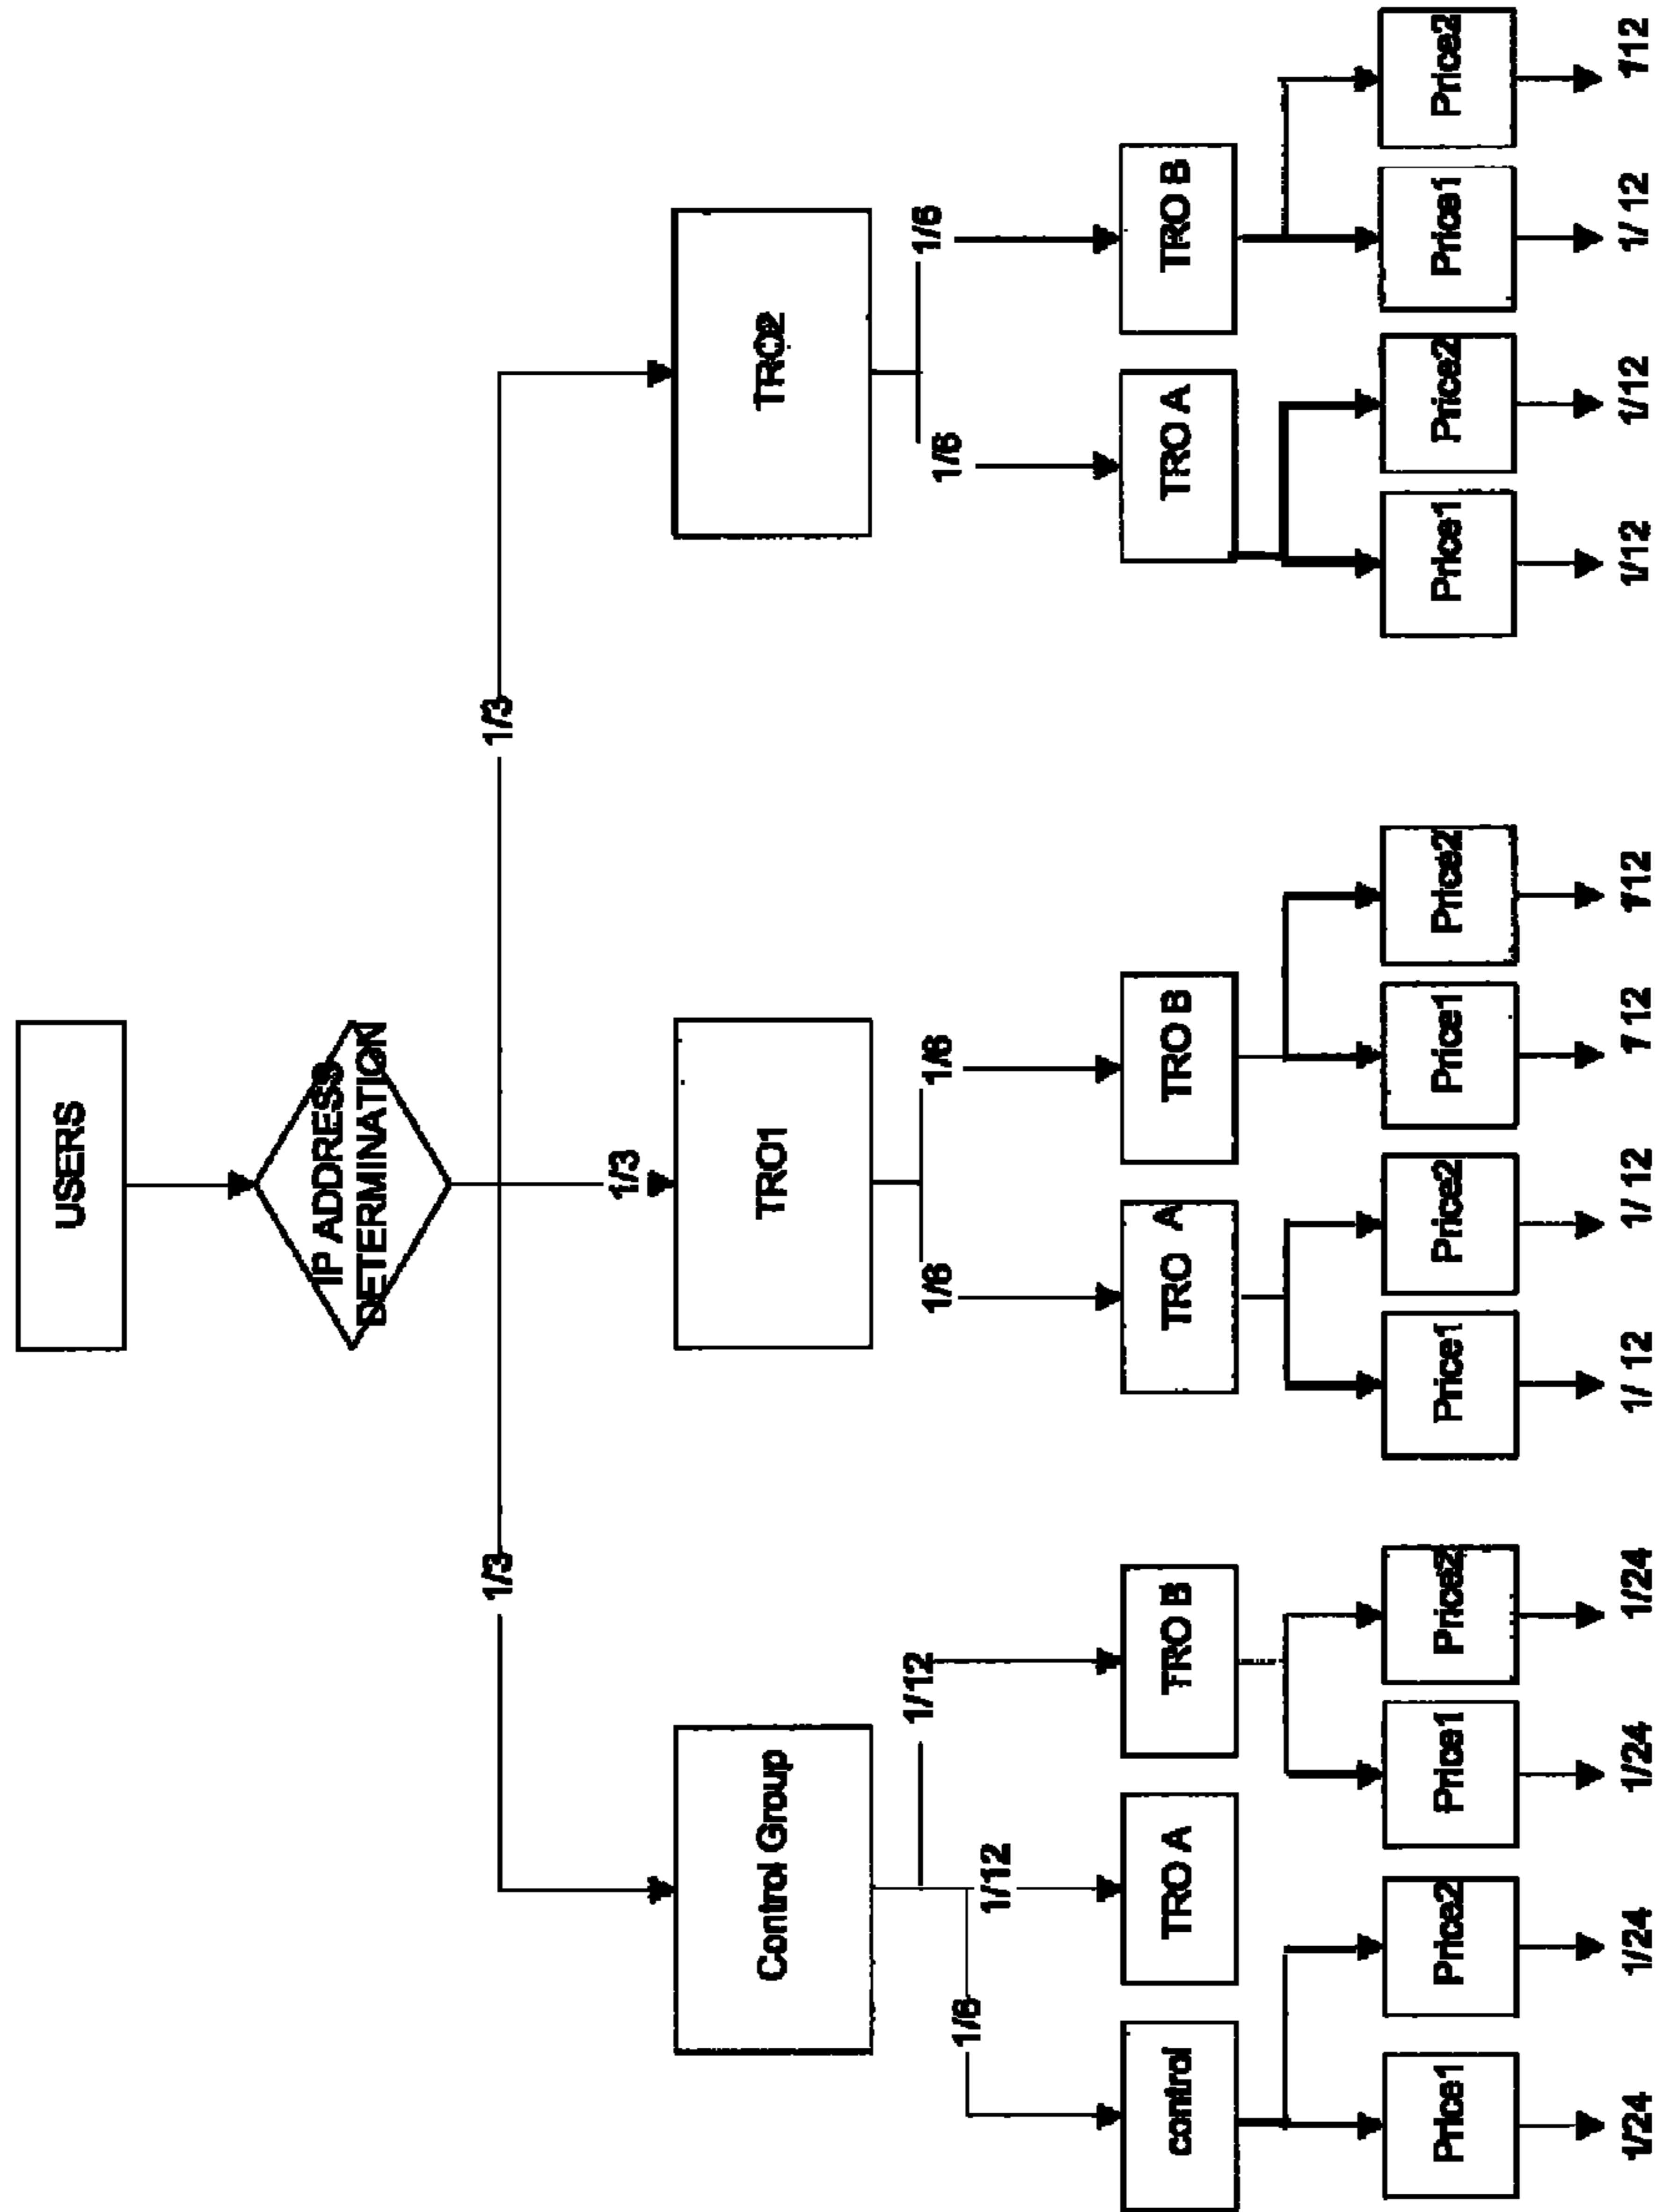 USERS
IP ADDRESS
DETERMINATION
1/3
1/3
1/3
Control Group
TRO1
TRO2
1/6
1/12
1/12
1/6
1/6
1/6
1/6
control
TRO A
TRO B
TRO A
TRO B
TRO A
TRO B
Price1
Price2
Price1
Price2
Price1
Price2
Price1
Price2
Price1
Price2
Price1
Price2
1/24
1/24
1/24
1/24
1/ 12
1/ 12
1/ 12
1/12
1/12
1/12
1/ 12
1/12